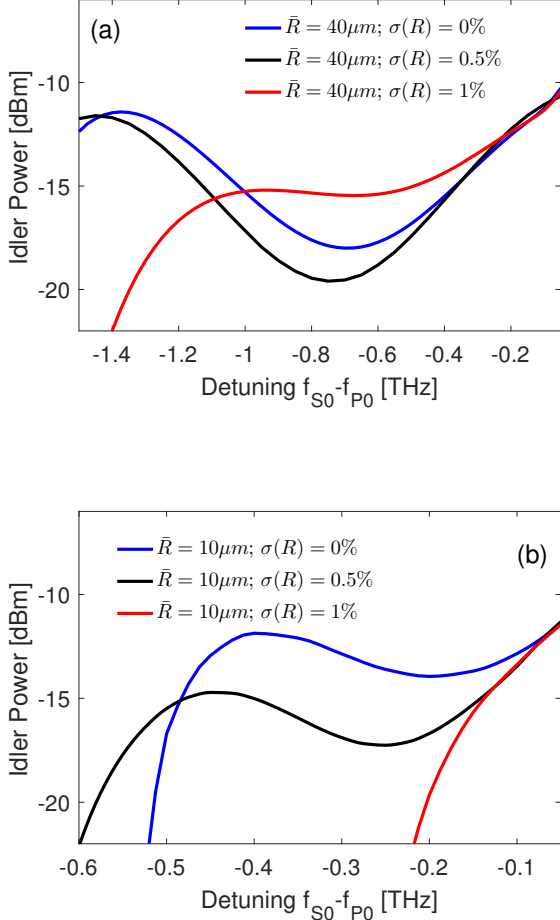 (a)
R̄ = 40μm; σ(R) = 0%
R̄ = 40μm; σ(R) = 0.5%
R̄ = 40μm; σ(R) = 1%
-10
-15
-20
Idler Power [dBm]
-1.4 -1.2 -1 -0.8 -0.6 -0.4 -0.2
Detuning f_S0-f_P0 [THz]
(b)
R̄ = 10μm; σ(R) = 0%
R̄ = 10μm; σ(R) = 0.5%
R̄ = 10μm; σ(R) = 1%
-10
-15
-20
Idler Power [dBm]
-0.6 -0.5 -0.4 -0.3 -0.2 -0.1
Detuning f_S0-f_P0 [THz]